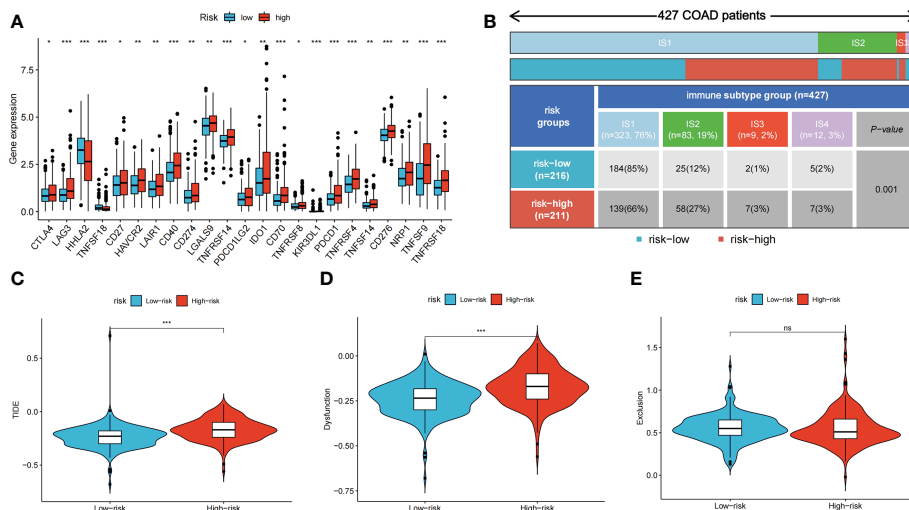 A
Risk low high
* *** *** *** * ** ** *** *** ** *** * ** *** * *** *** *** ** *** ** *** ***
Gene expression
7.5
5.0
2.5
0.0
CTLA4
LAG3
HHLA2
TNFSF18
CD27
HAVCR2
LAIR1
CD40
CD274
LGALS9
TNFRSF14
PDCD1LG2
IDO1
CD70
TNFRSF8
KIR3DL1
PDCD1
TNFRSF4
TNFSF14
CD276
NRP1
TNFSF9
TNFRSF18
B
427 COAD patients
IS1 IS2
risk groups
immune subtype group (n=427)
IS1 (n=323, 76%)
IS2 (n=83, 19%)
IS3 (n=9, 2%)
IS4 (n=12, 3%)
P-value
risk-low (n=216)
184(85%) 25(12%) 2(1%) 5(2%)
0.001
risk-high (n=211)
139(66%) 58(27%) 7(3%) 7(3%)
risk-low risk-high
C
risk Low-risk High-risk
***
TIDE
0.5
0.0
−0.5
Low-risk High-risk
D
risk Low-risk High-risk
***
Dysfunction
0.00
−0.25
−0.50
−0.75
Low-risk High-risk
E
risk Low-risk High-risk
ns
Exclusion
1.5
1.0
0.5
0.0
Low-risk High-risk